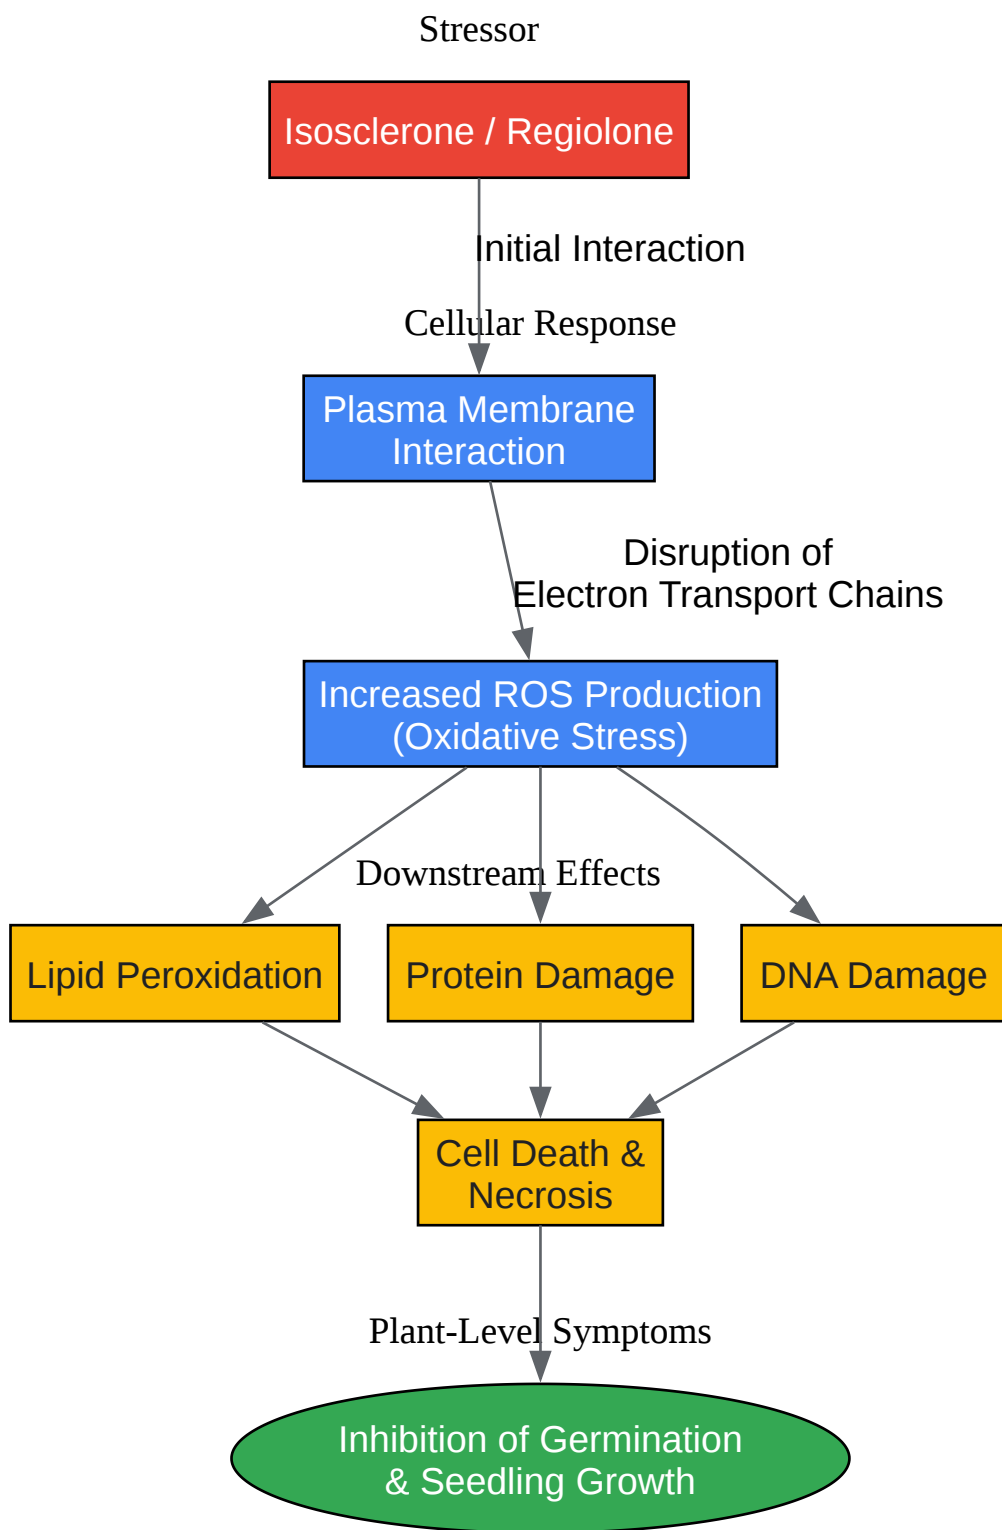 Stressor
Isosclerone / Regiolone
Initial Interaction
Cellular Response
Plasma Membrane
Interaction
Disruption of
Electron Transport Chains
Increased ROS Production
(Oxidative Stress)
Downstream Effects
Lipid Peroxidation
Protein Damage
DNA Damage
Cell Death &
Necrosis
Plant-Level Symptoms
Inhibition of Germination
& Seedling Growth